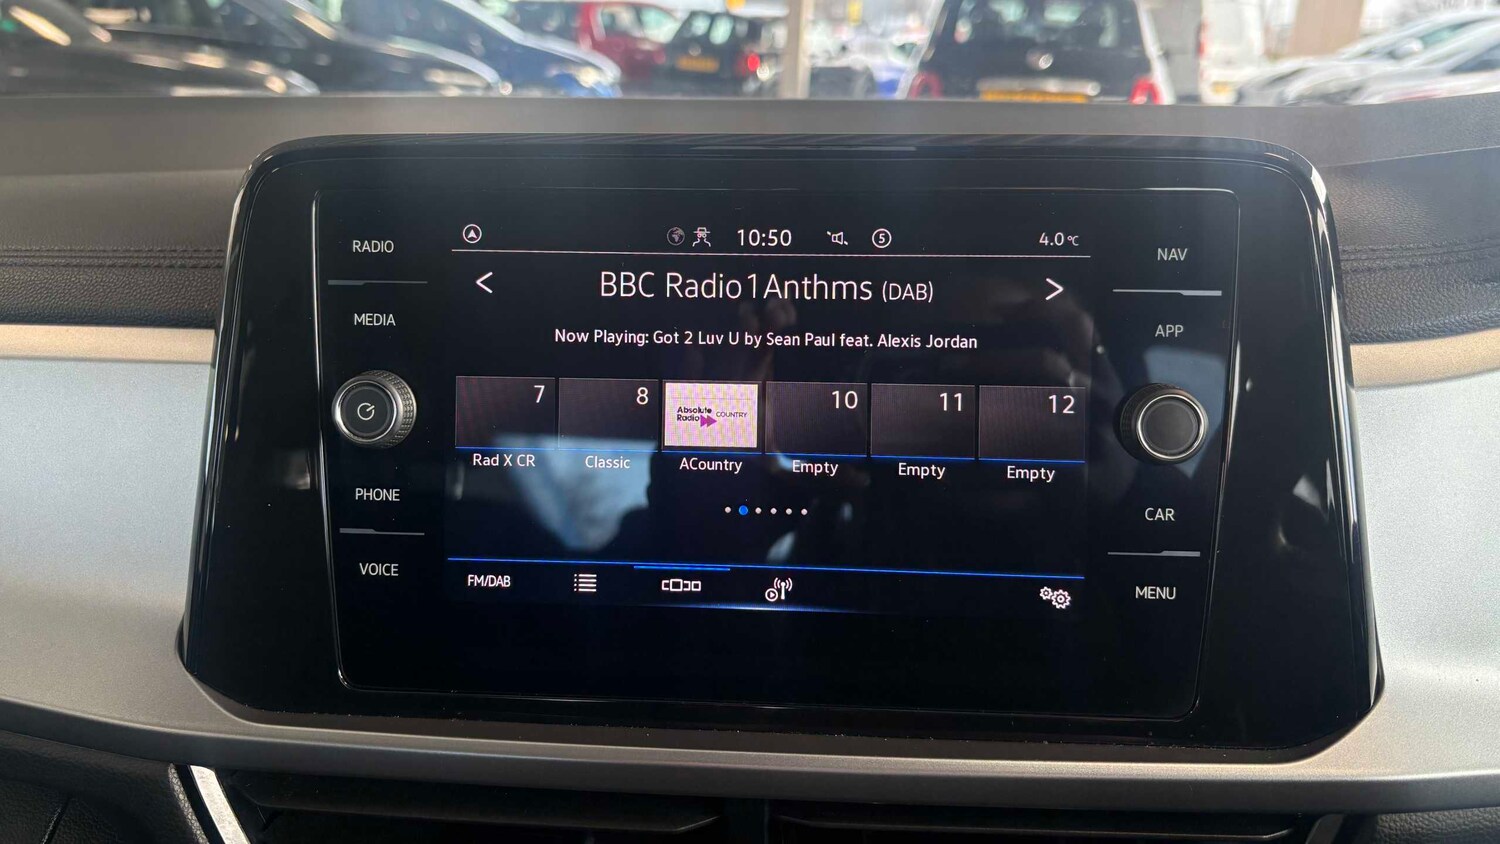 RADIO
MEDIA
PHONE
VOICE
10:50
5
4.0°C
BBC Radio 1 Anthms (DAB)
Now Playing: Got 2 Luv U by Sean Paul feat. Alexis Jordan
7
8
Absolute
Radio COUNTRY
10
11
12
Rad X CR
Classic
ACountry
Empty
Empty
Empty
FM/DAB
NAV
APP
CAR
MENU